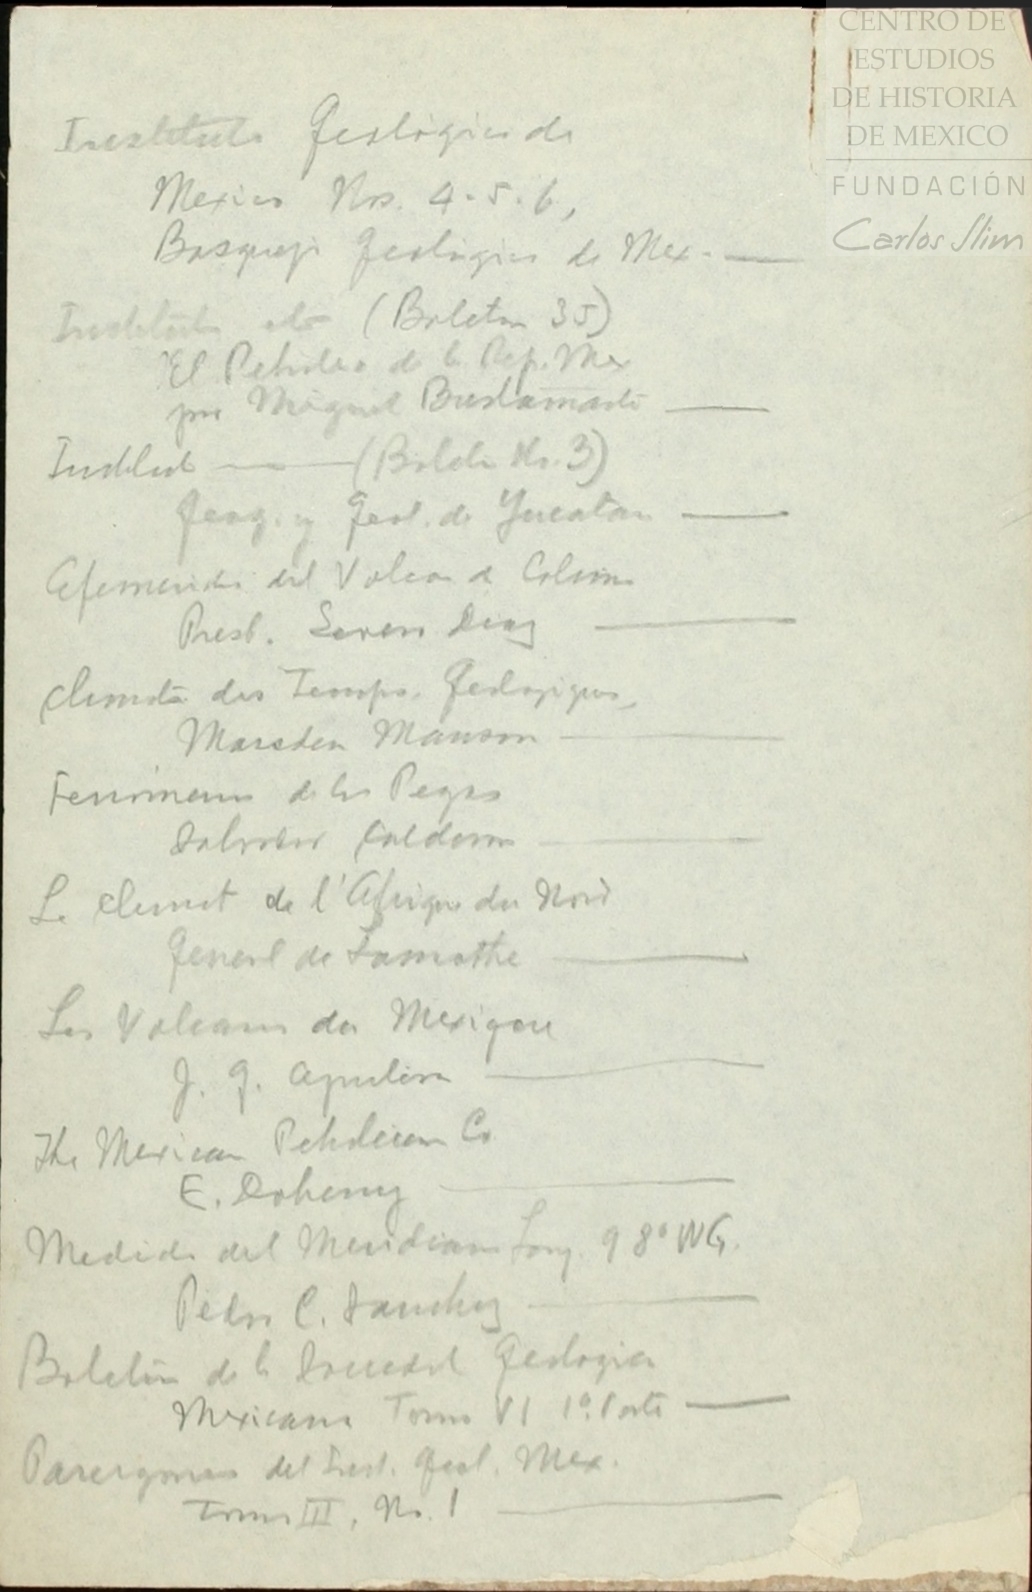 CENTRO DE
ESTUDIOS
DE HISTORIA
DE MEXICO
FUNDACIÓN
Carlos Slim
Instituto Geologico de
Mexico Nos. 4-5-6,
Bosquejo Geologico de Mex.
Instituto etc (Boletin 35)
El Petroleo de la Rep. Mex
por Miguel Bustamante
Institut (Boletin No. 3)
Geog. y Geol. de Yucatan
Efemerides del Volcan de Colima
Presb. Severo Diaz
Climats des Temps Geologiques,
Marsden Manson
Fenomenos de los
Salvador Calderon
Le climat de l'Afrique du Nord
General de Lamothe
Les Volcans du Mexique
J. G. Aguilera
The Mexican Petroleum Co
E. Doheny
Medida del Meridiano Long. 98° WG.
Pedro C. Sanchez
Boletin de la Sociedad Geologica
Mexicana Tomo VI 1ª Parte
Parergones del Inst. Geol. Mex.
Tomo III, No. 1